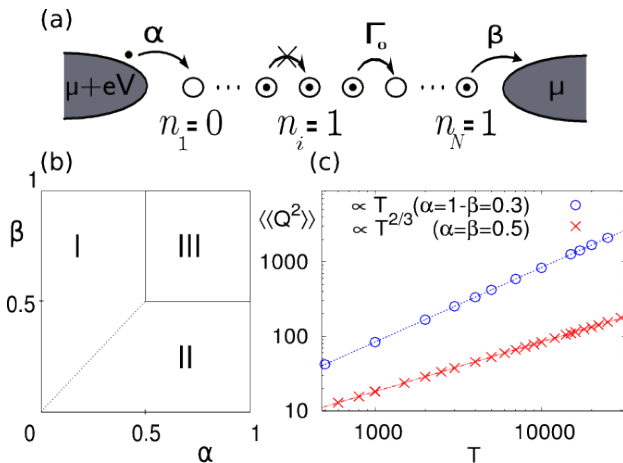 (a)
α
Γ₀
β
μ+eV
μ
n₁=0
nᵢ=1
n_N=1
(b)
1
β
I
III
0.5
II
0
0.5
1
α
(c)
⟨⟨Q²⟩⟩
∝ T (α=1-β=0.3)
∝ T^{2/3} (α=β=0.5)
1000
100
10
1000
10000
T